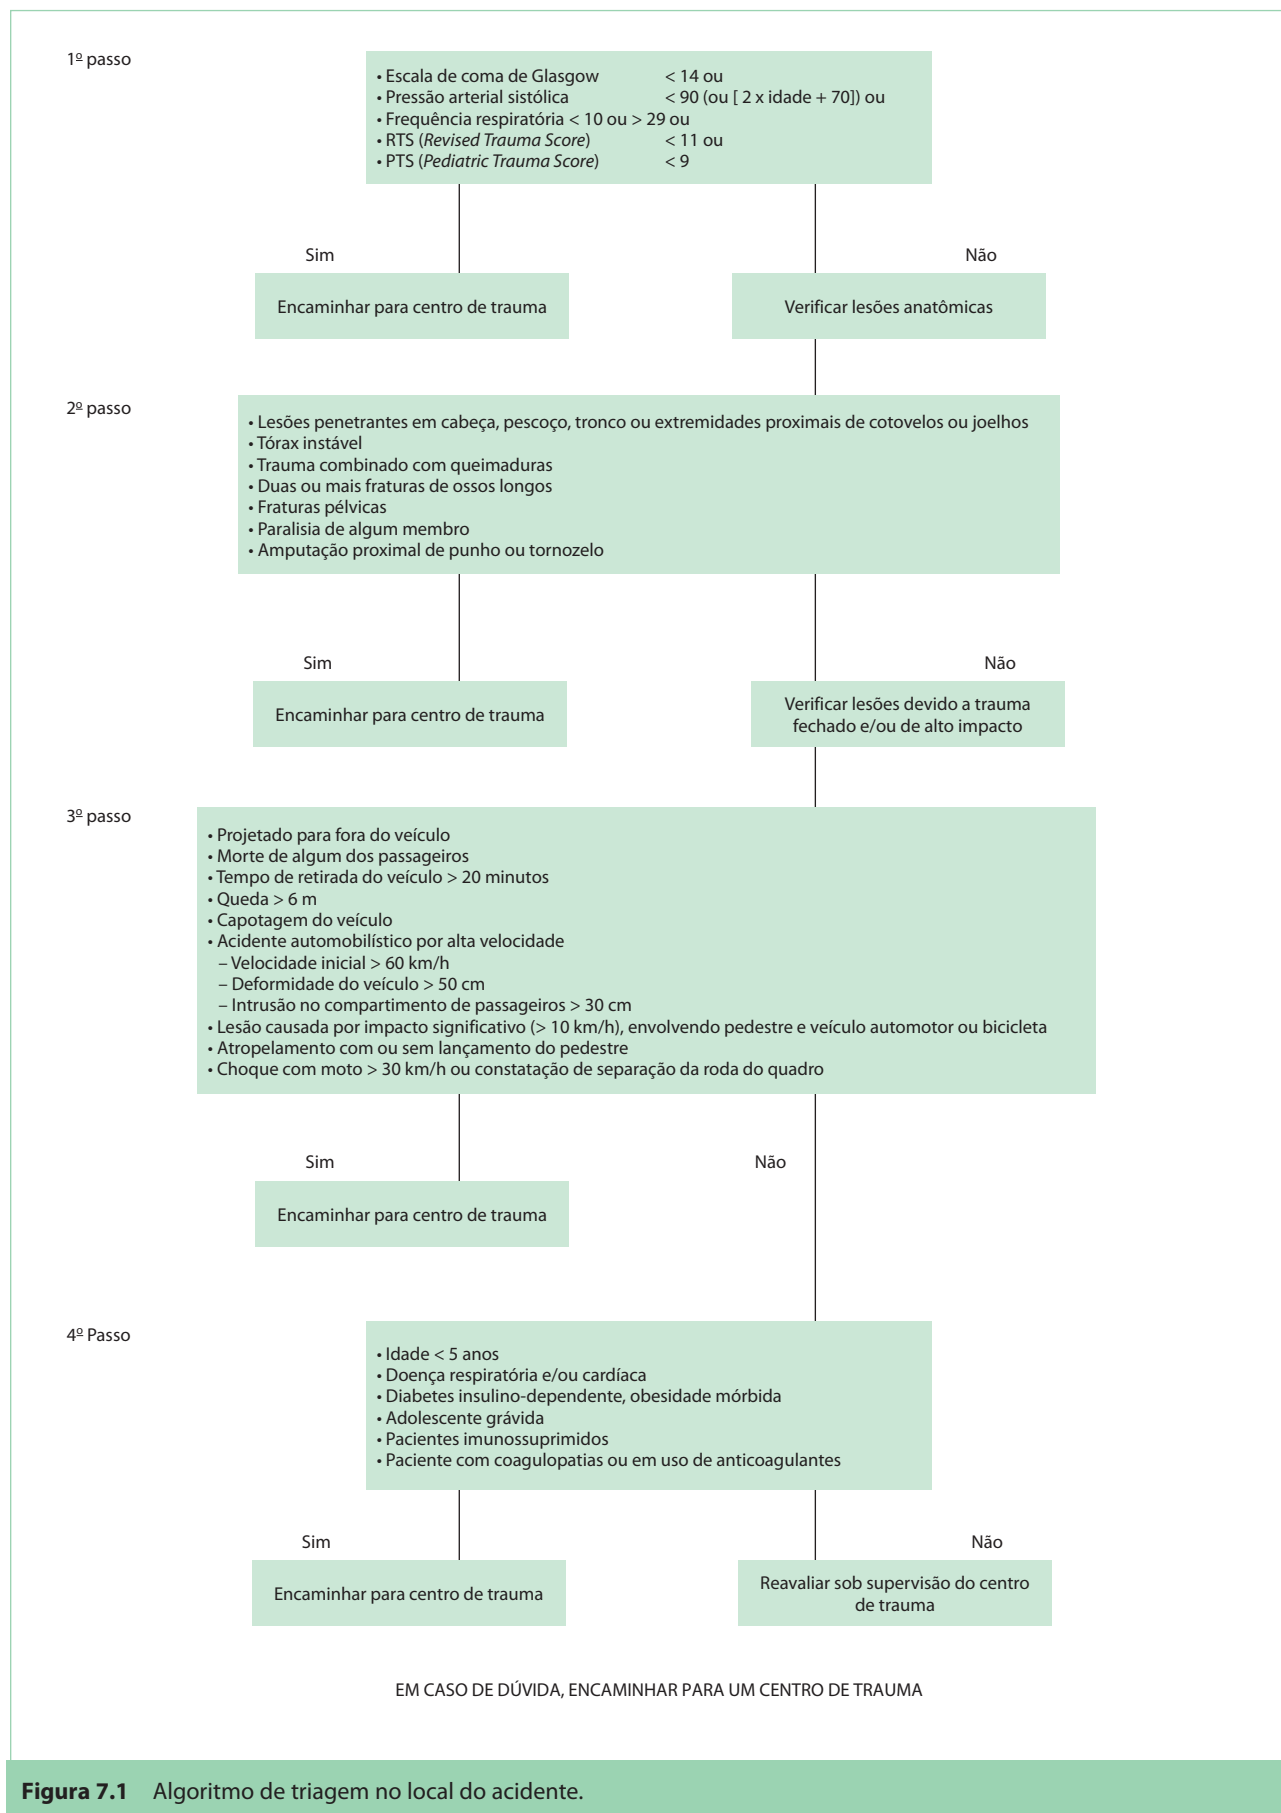 1º passo
• Escala de coma de Glasgow < 14 ou
• Pressão arterial sistólica < 90 (ou [ 2 x idade + 70]) ou
• Frequência respiratória < 10 ou > 29 ou
• RTS (Revised Trauma Score) < 11 ou
• PTS (Pediatric Trauma Score) < 9
Sim
Não
Encaminhar para centro de trauma
Verificar lesões anatômicas
2º passo
• Lesões penetrantes em cabeça, pescoço, tronco ou extremidades proximais de cotovelos ou joelhos
• Tórax instável
• Trauma combinado com queimaduras
• Duas ou mais fraturas de ossos longos
• Fraturas pélvicas
• Paralisia de algum membro
• Amputação proximal de punho ou tornozelo
Sim
Não
Encaminhar para centro de trauma
Verificar lesões devido a trauma
fechado e/ou de alto impacto
3º passo
• Projetado para fora do veículo
• Morte de algum dos passageiros
• Tempo de retirada do veículo > 20 minutos
• Queda > 6 m
• Capotagem do veículo
• Acidente automobilístico por alta velocidade
– Velocidade inicial > 60 km/h
– Deformidade do veículo > 50 cm
– Intrusão no compartimento de passageiros > 30 cm
• Lesão causada por impacto significativo (> 10 km/h), envolvendo pedestre e veículo automotor ou bicicleta
• Atropelamento com ou sem lançamento do pedestre
• Choque com moto > 30 km/h ou constatação de separação da roda do quadro
Sim
Não
Encaminhar para centro de trauma
4º Passo
• Idade < 5 anos
• Doença respiratória e/ou cardíaca
• Diabetes insulino-dependente, obesidade mórbida
• Adolescente grávida
• Pacientes imunossuprimidos
• Paciente com coagulopatias ou em uso de anticoagulantes
Sim
Não
Encaminhar para centro de trauma
Reavaliar sob supervisão do centro
de trauma
EM CASO DE DÚVIDA, ENCAMINHAR PARA UM CENTRO DE TRAUMA
Figura 7.1 Algoritmo de triagem no local do acidente.